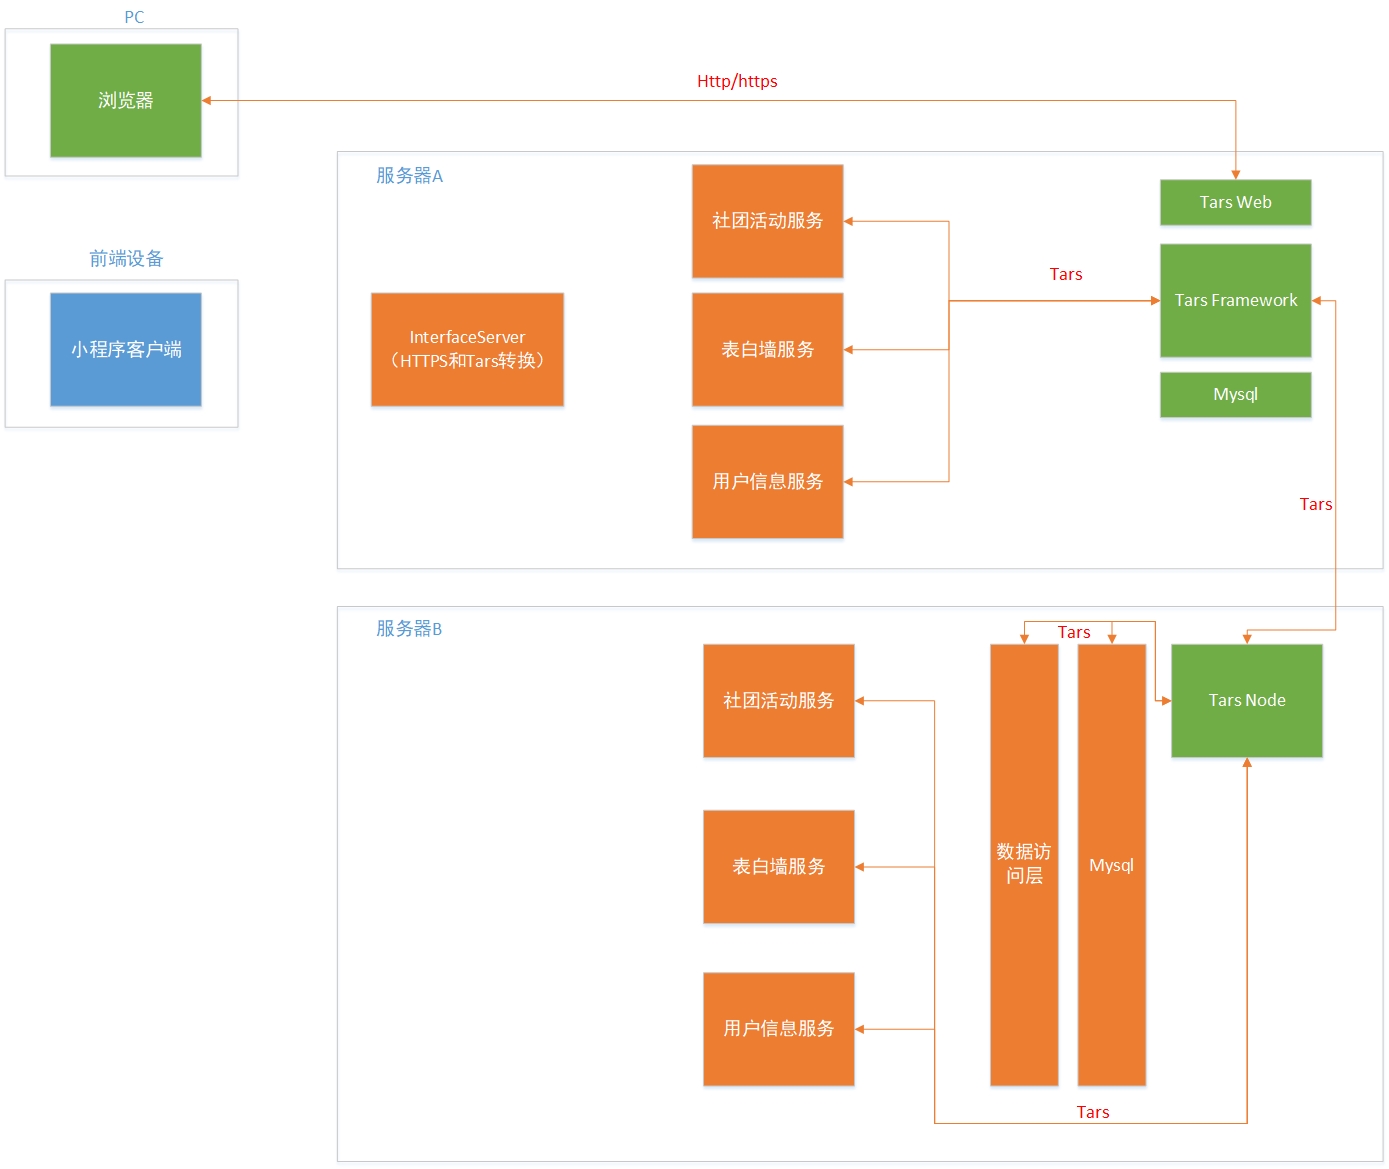 PC
浏览器
Http/https
服务器A
社团活动服务
Tars Web
前端设备
Tars
Tars Framework
小程序客户端
InterfaceServer
（HTTPS和Tars转换）
表白墙服务
Mysql
用户信息服务
Tars
服务器B
Tars
社团活动服务
Tars Node
表白墙服务
数据访
问层
Mysql
用户信息服务
Tars